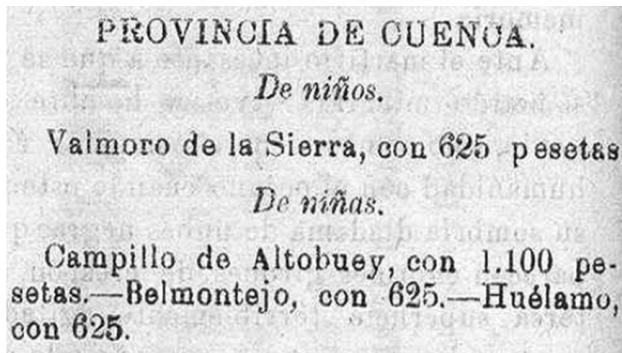 PROVINCIA DE CUENCA.
De niños.
Valmoro de la Sierra, con 625 pesetas
De niñas.
Campillo de Altobuey, con 1.100 pe-
setas.—Belmontejo, con 625.—Huélamo,
con 625.